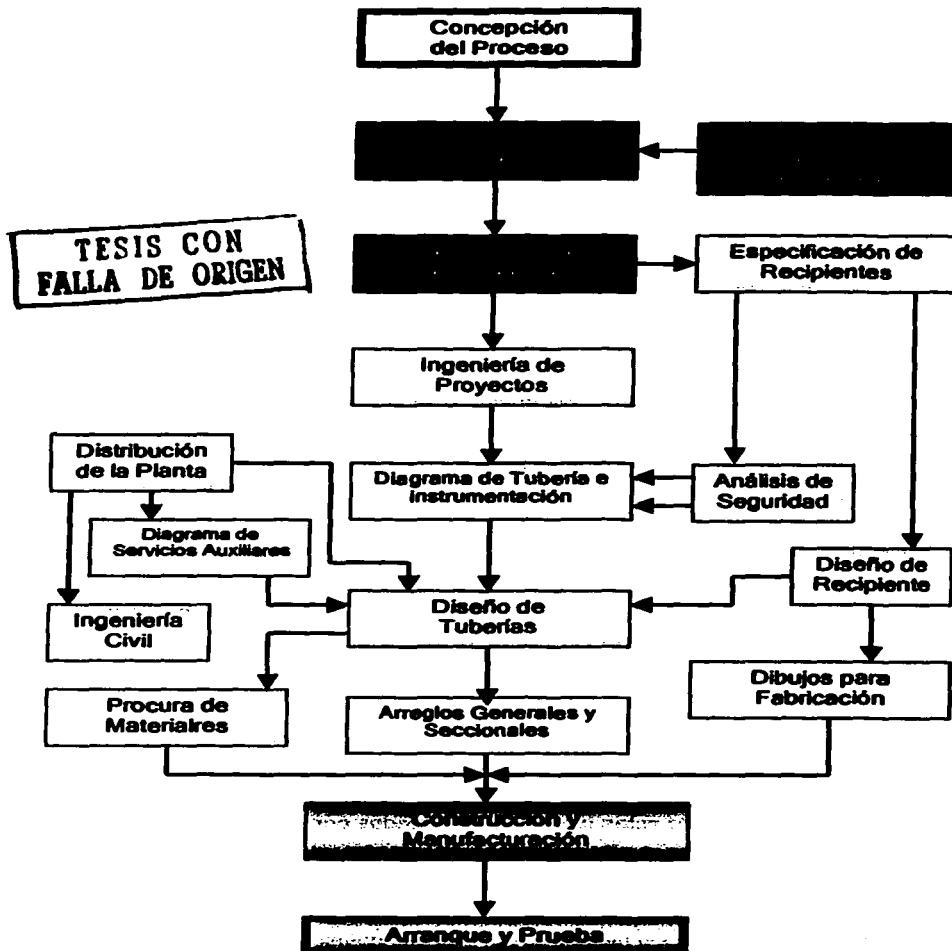 Concepción
del Proceso
TESIS CON
FALLA DE ORIGEN
Especificación de
Recipientes
Ingeniería de
Proyectos
Distribución
de la Planta
Diagrama de Tubería e
instrumentación
Análisis de
Seguridad
Diagrama de
Servicios Auxiliares
Diseño de
Recipiente
Ingeniería
Civil
Diseño de
Tuberías
Procura de
Materialres
Arreglos Generales y
Seccionales
Dibujos para
Fabricación
Construcción y
Manufacturación
Arranque y Prueba